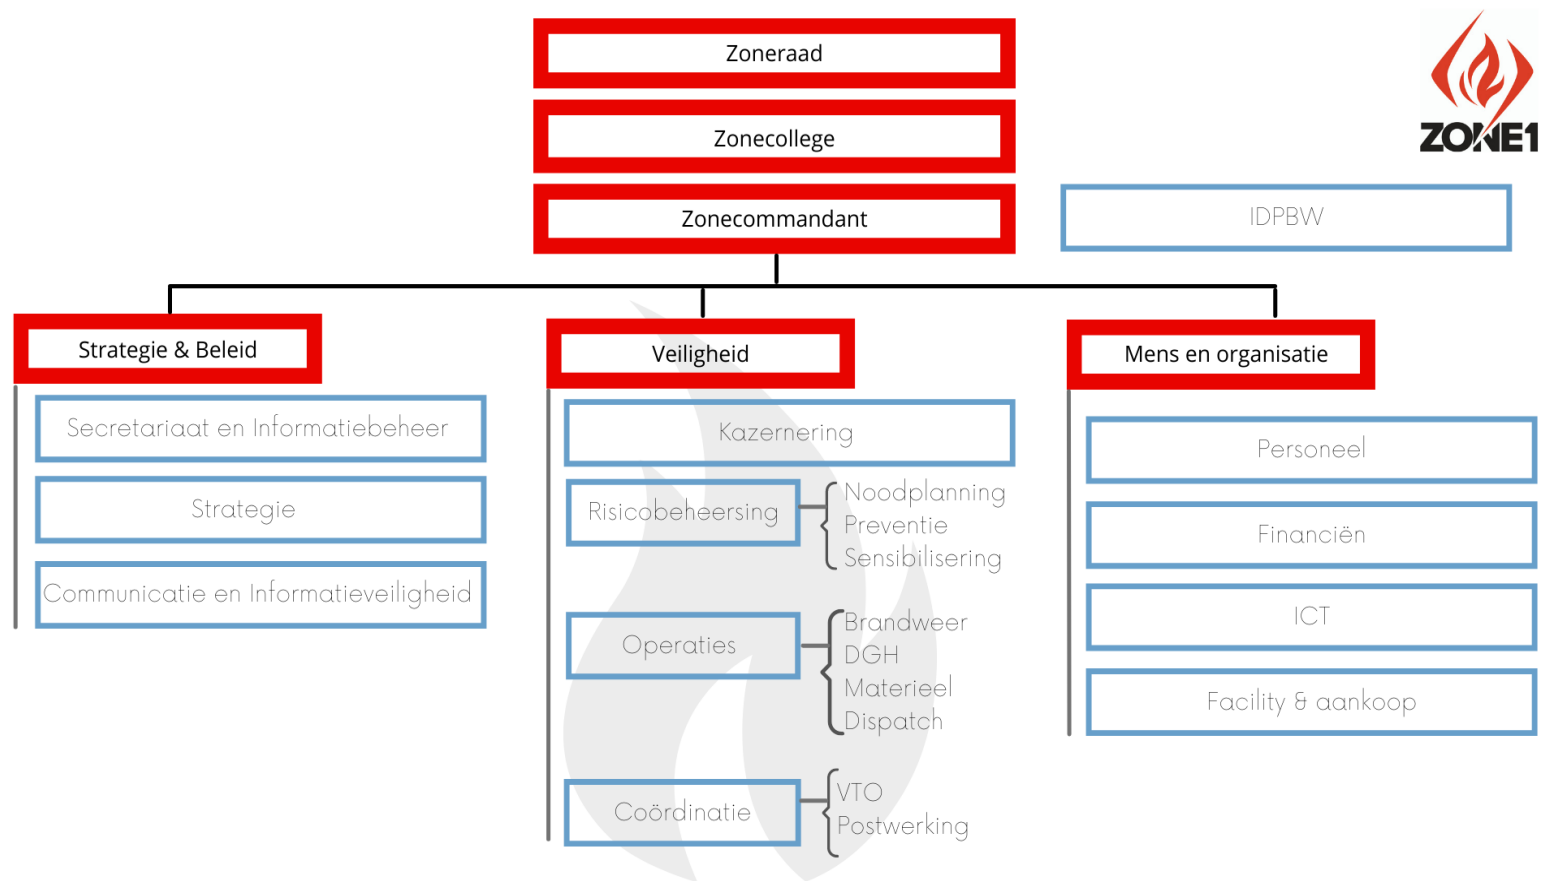 Zoneraad
ZONE1
Zonecollege
Zonecommandant
IDPBW
Strategie & Beleid
Secretariaat en Informatiebeheer
Strategie
Communicatie en Informatieveiligheid
Veiligheid
Kazernering
Risicobeheersing
Noodplanning
Preventie
Sensibilisering
Operaties
Brandweer
DGH
Materieel
Dispatch
Coördinatie
VTO
Postwerking
Mens en organisatie
Personeel
Financiën
ICT
Facility & aankoop